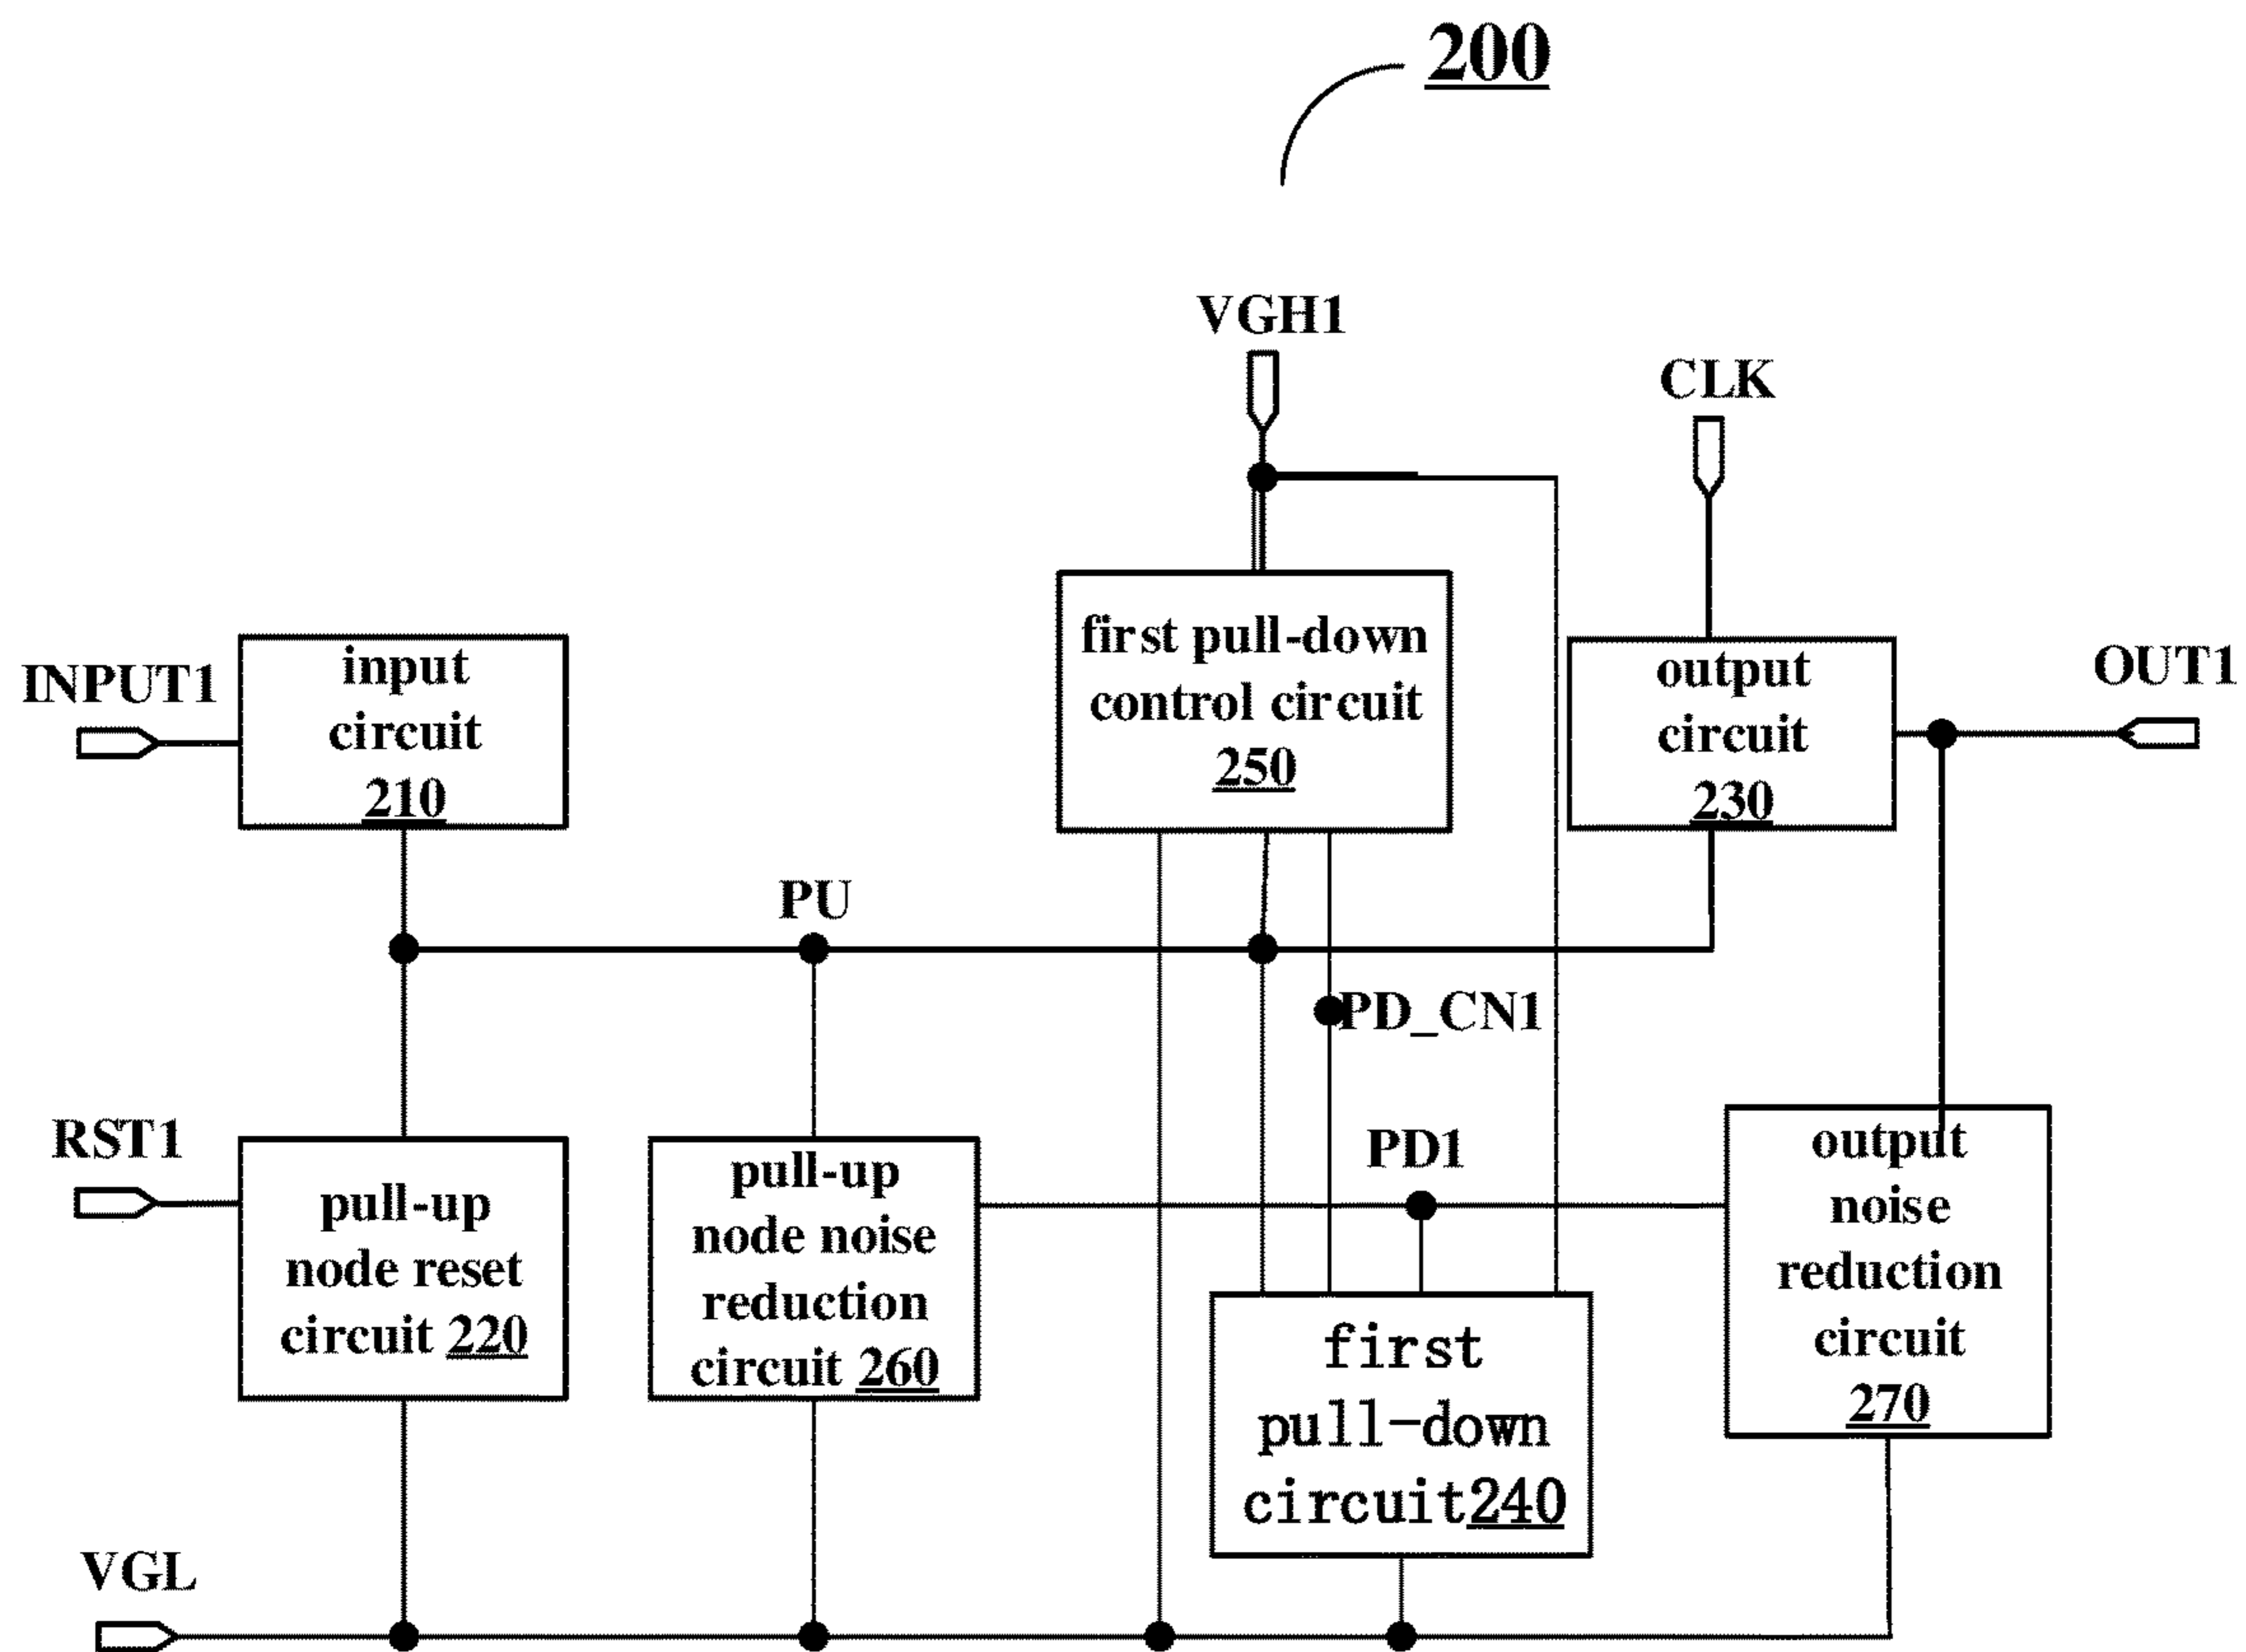 200
VGH1
CLK
INPUT1
input
circuit
210
first pull-down
control circuit
250
output
circuit
230
OUT1
PU
PD_CN1
RST1
pull-up
node reset
circuit 220
pull-up
node noise
reduction
circuit 260
PD1
first
pull-down
circuit240
output
noise
reduction
circuit
270
VGL